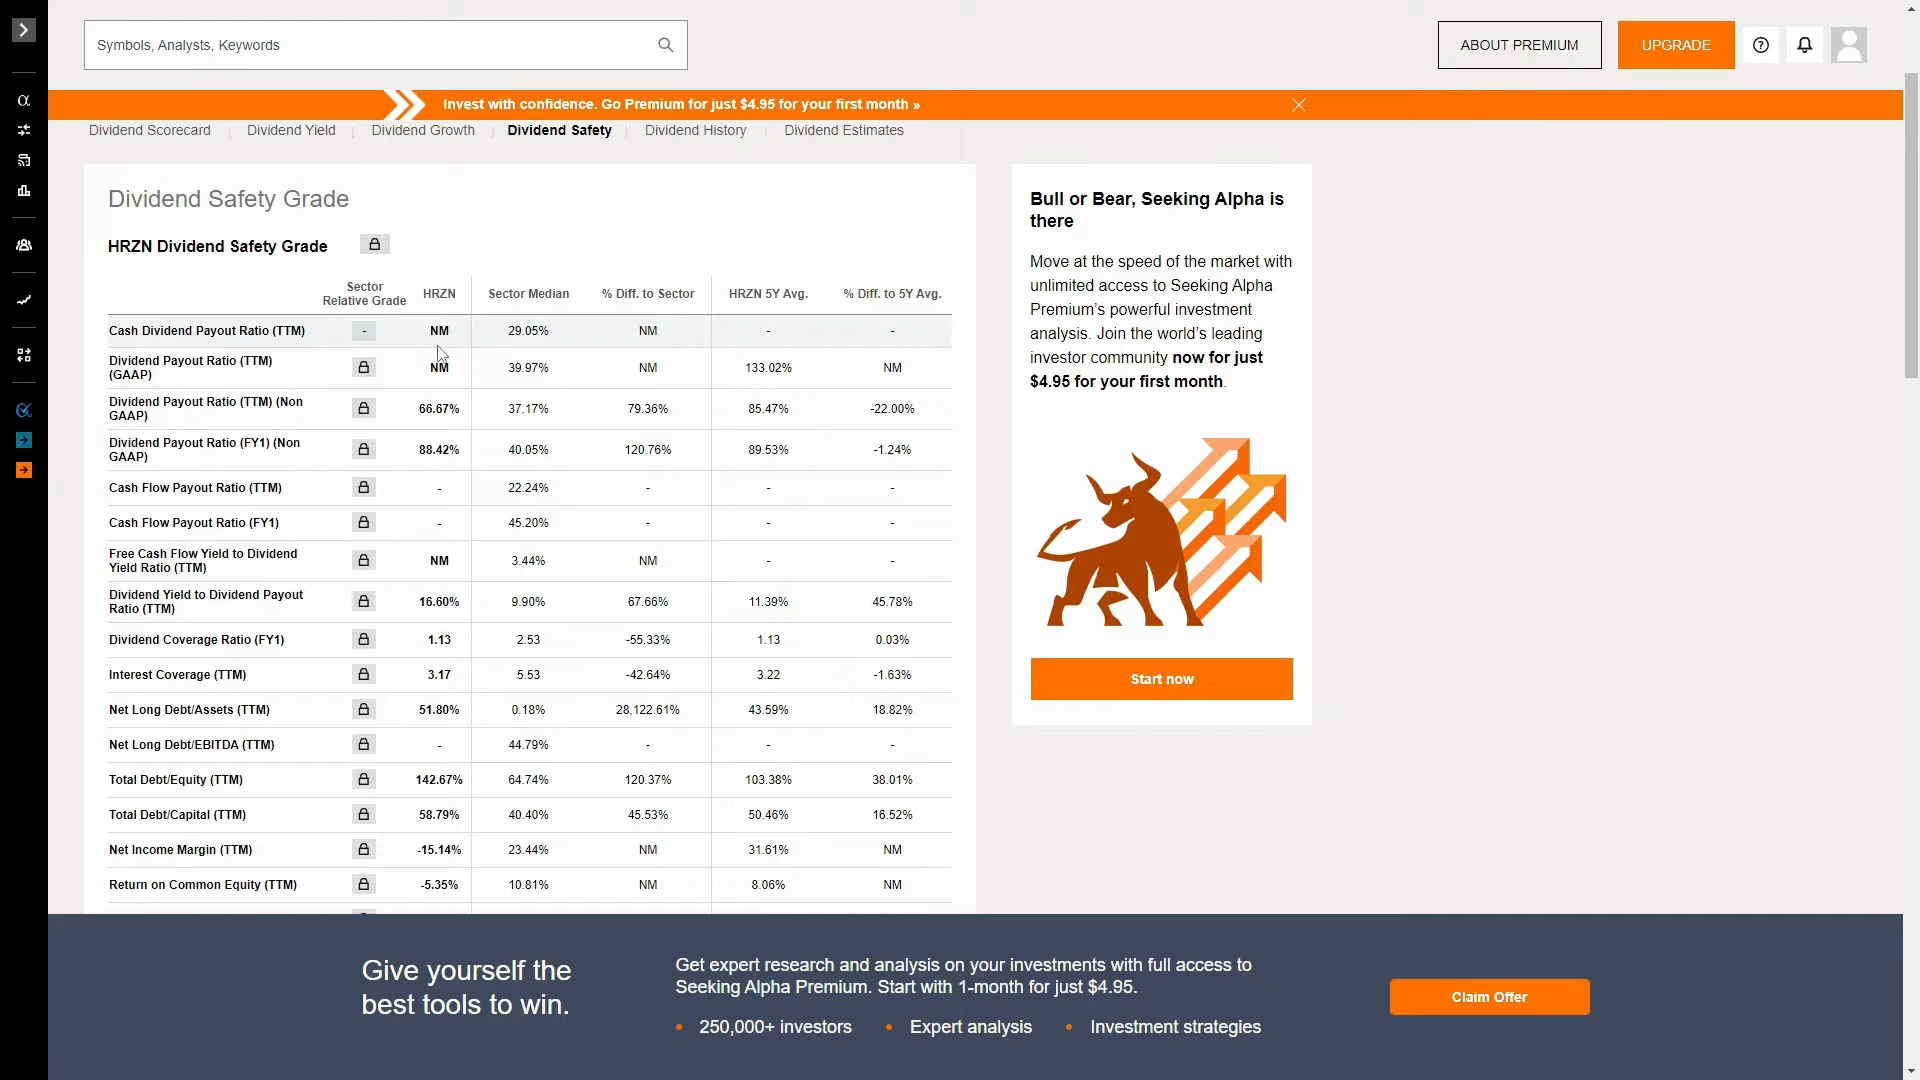 Symbols, Analysts, Keywords
ABOUT PREMIUM
UPGRADE
Invest with confidence. Go Premium for just $4.95 for your first month »
Dividend Scorecard Dividend Yield Dividend Growth Dividend Safety Dividend History Dividend Estimates
Dividend Safety Grade
HRZN Dividend Safety Grade
Sector Relative Grade HRZN Sector Median % Diff. to Sector HRZN 5Y Avg. % Diff. to 5Y Avg.
Cash Dividend Payout Ratio (TTM) - NM 29.05% NM - -
Dividend Payout Ratio (TTM) (GAAP) NM 39.97% NM 133.02% NM
Dividend Payout Ratio (TTM) (Non GAAP) 66.67% 37.17% 79.36% 85.47% -22.00%
Dividend Payout Ratio (FY1) (Non GAAP) 88.42% 40.05% 120.76% 89.53% -1.24%
Cash Flow Payout Ratio (TTM) - 22.24% - - -
Cash Flow Payout Ratio (FY1) - 45.20% - - -
Free Cash Flow Yield to Dividend Yield Ratio (TTM) NM 3.44% NM - -
Dividend Yield to Dividend Payout Ratio (TTM) 16.60% 9.90% 67.66% 11.39% 45.78%
Dividend Coverage Ratio (FY1) 1.13 2.53 -55.33% 1.13 0.03%
Interest Coverage (TTM) 3.17 5.53 -42.64% 3.22 -1.63%
Net Long Debt/Assets (TTM) 51.80% 0.18% 28,122.61% 43.59% 18.82%
Net Long Debt/EBITDA (TTM) - 44.79% - - -
Total Debt/Equity (TTM) 142.67% 64.74% 120.37% 103.38% 38.01%
Total Debt/Capital (TTM) 58.79% 40.40% 45.53% 50.46% 16.52%
Net Income Margin (TTM) -15.14% 23.44% NM 31.61% NM
Return on Common Equity (TTM) -5.35% 10.81% NM 8.06% NM
Bull or Bear, Seeking Alpha is
there
Move at the speed of the market with
unlimited access to Seeking Alpha
Premium's powerful investment
analysis. Join the world's leading
investor community now for just
$4.95 for your first month.
Start now
Give yourself the
best tools to win.
Get expert research and analysis on your investments with full access to
Seeking Alpha Premium. Start with 1-month for just $4.95.
• 250,000+ investors • Expert analysis • Investment strategies
Claim Offer